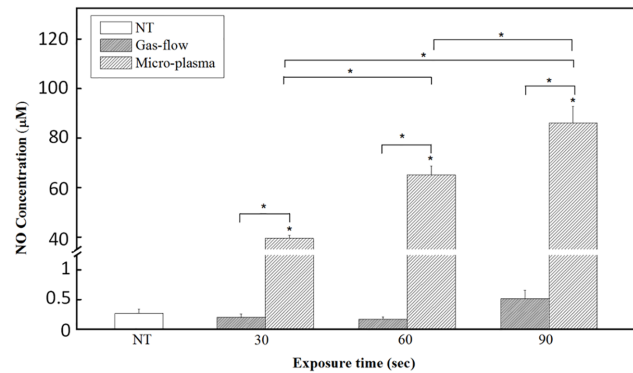 NT
Gas-flow
Micro-plasma
NO Concentration (μM)
120
100
80
60
40
1
0.5
0
* * * * * * * * *
NT 30 60 90
Exposure time (sec)